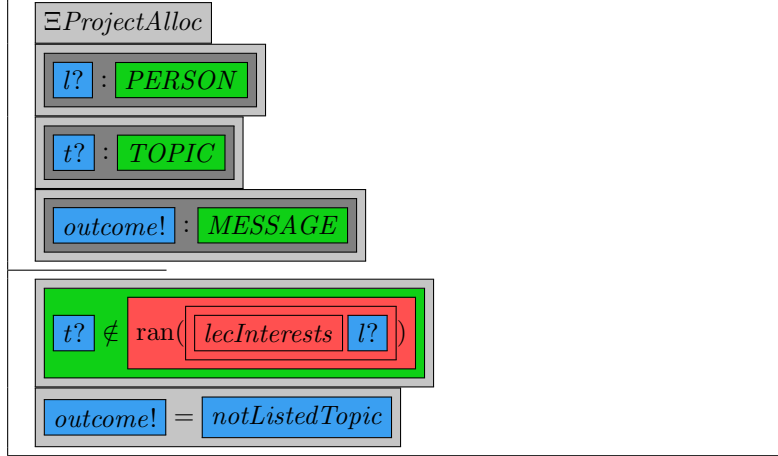 ΞProjectAlloc
l? : PERSON
t? : TOPIC
outcome! : MESSAGE
t? ∉ ran(lecInterests l?)
outcome! = notListedTopic